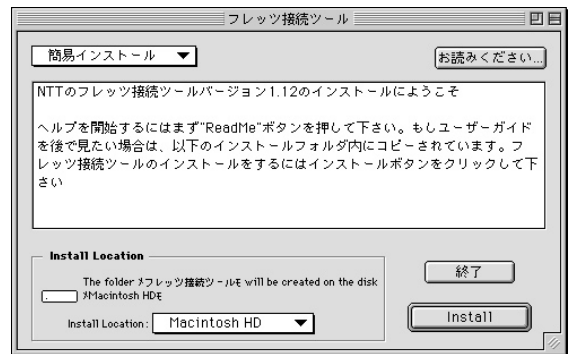 フレッツ接続ツール
簡易インストール
お読みください...
NTTのフレッツ接続ツールバージョン1.12のインストールにようこそ
ヘルプを開始するにはまず"ReadMe"ボタンを押して下さい。もしユーザーガイド
を後で見たい場合は、以下のインストールフォルダ内にコピーされています。フ
レッツ接続ツールのインストールをするにはインストールボタンをクリックして下
さい
Install Location
The folder ﾒフレッツ接続ツールﾓ will be created on the disk
ﾒMacintosh HDﾓ
Install Location: Macintosh HD
終了
Install